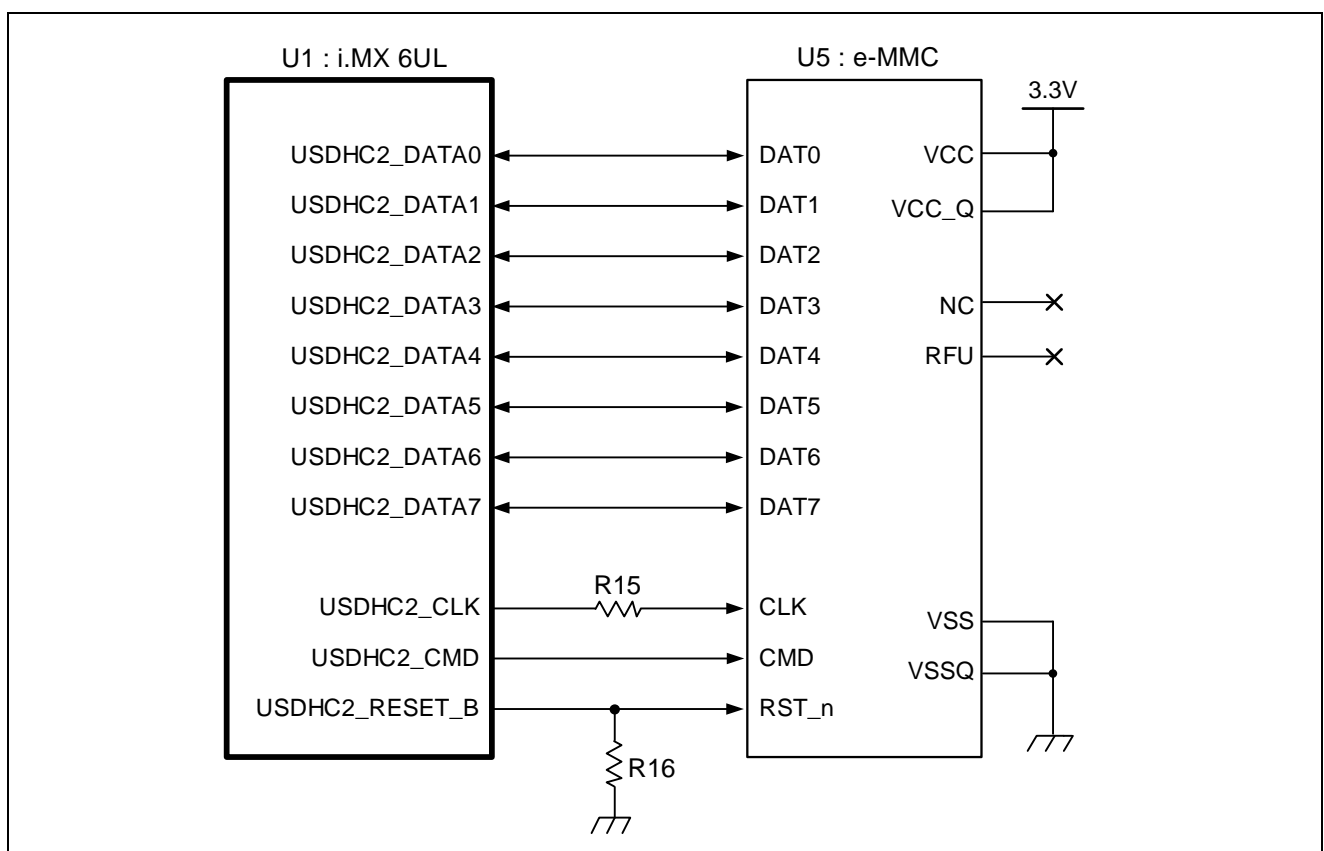 U1 : i.MX 6UL
U5 : e-MMC
3.3V
USDHC2_DATA0
DAT0
VCC
USDHC2_DATA1
DAT1
VCC_Q
USDHC2_DATA2
DAT2
USDHC2_DATA3
DAT3
NC
USDHC2_DATA4
DAT4
RFU
USDHC2_DATA5
DAT5
USDHC2_DATA6
DAT6
USDHC2_DATA7
DAT7
R15
USDHC2_CLK
CLK
VSS
USDHC2_CMD
CMD
VSSQ
USDHC2_RESET_B
RST_n
R16